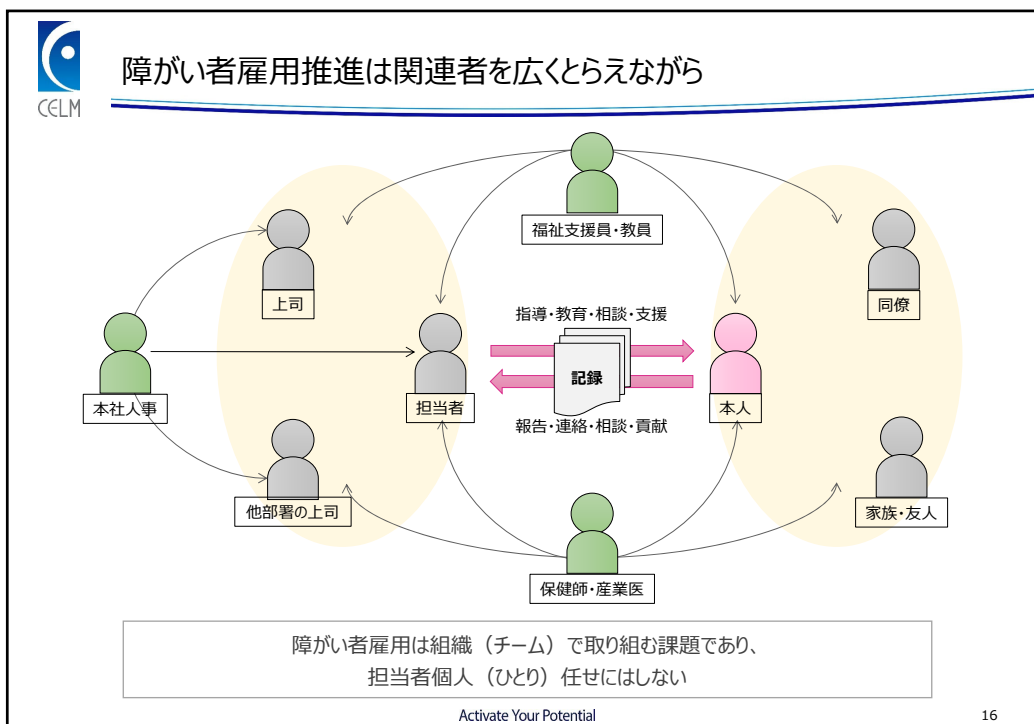 CELM
障がい者雇用推進は関連者を広くとらえながら
福祉支援員・教員
上司
同僚
指導・教育・相談・支援
記録
本社人事
担当者
本人
報告・連絡・相談・貢献
他部署の上司
家族・友人
保健師・産業医
障がい者雇用は組織（チーム）で取り組む課題であり、
担当者個人（ひとり）任せにはしない
Activate Your Potential
16